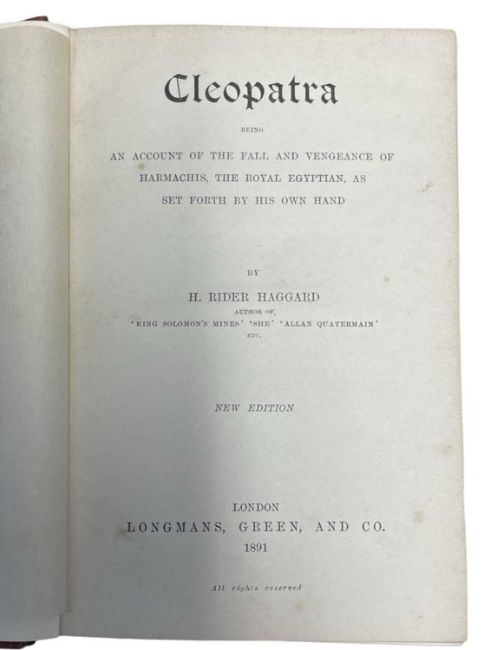 Cleopatra
BEING
AN ACCOUNT OF THE FALL AND VENGEANCE OF
HARMACHIS, THE ROYAL EGYPTIAN, AS
SET FORTH BY HIS OWN HAND
BY
H. RIDER HAGGARD
AUTHOR OF,
'KING SOLOMON'S MINES' 'SHE' 'ALLAN QUATERMAIN'
ETC.
NEW EDITION
LONDON
LONGMANS, GREEN, AND CO.
1891
All rights reserved